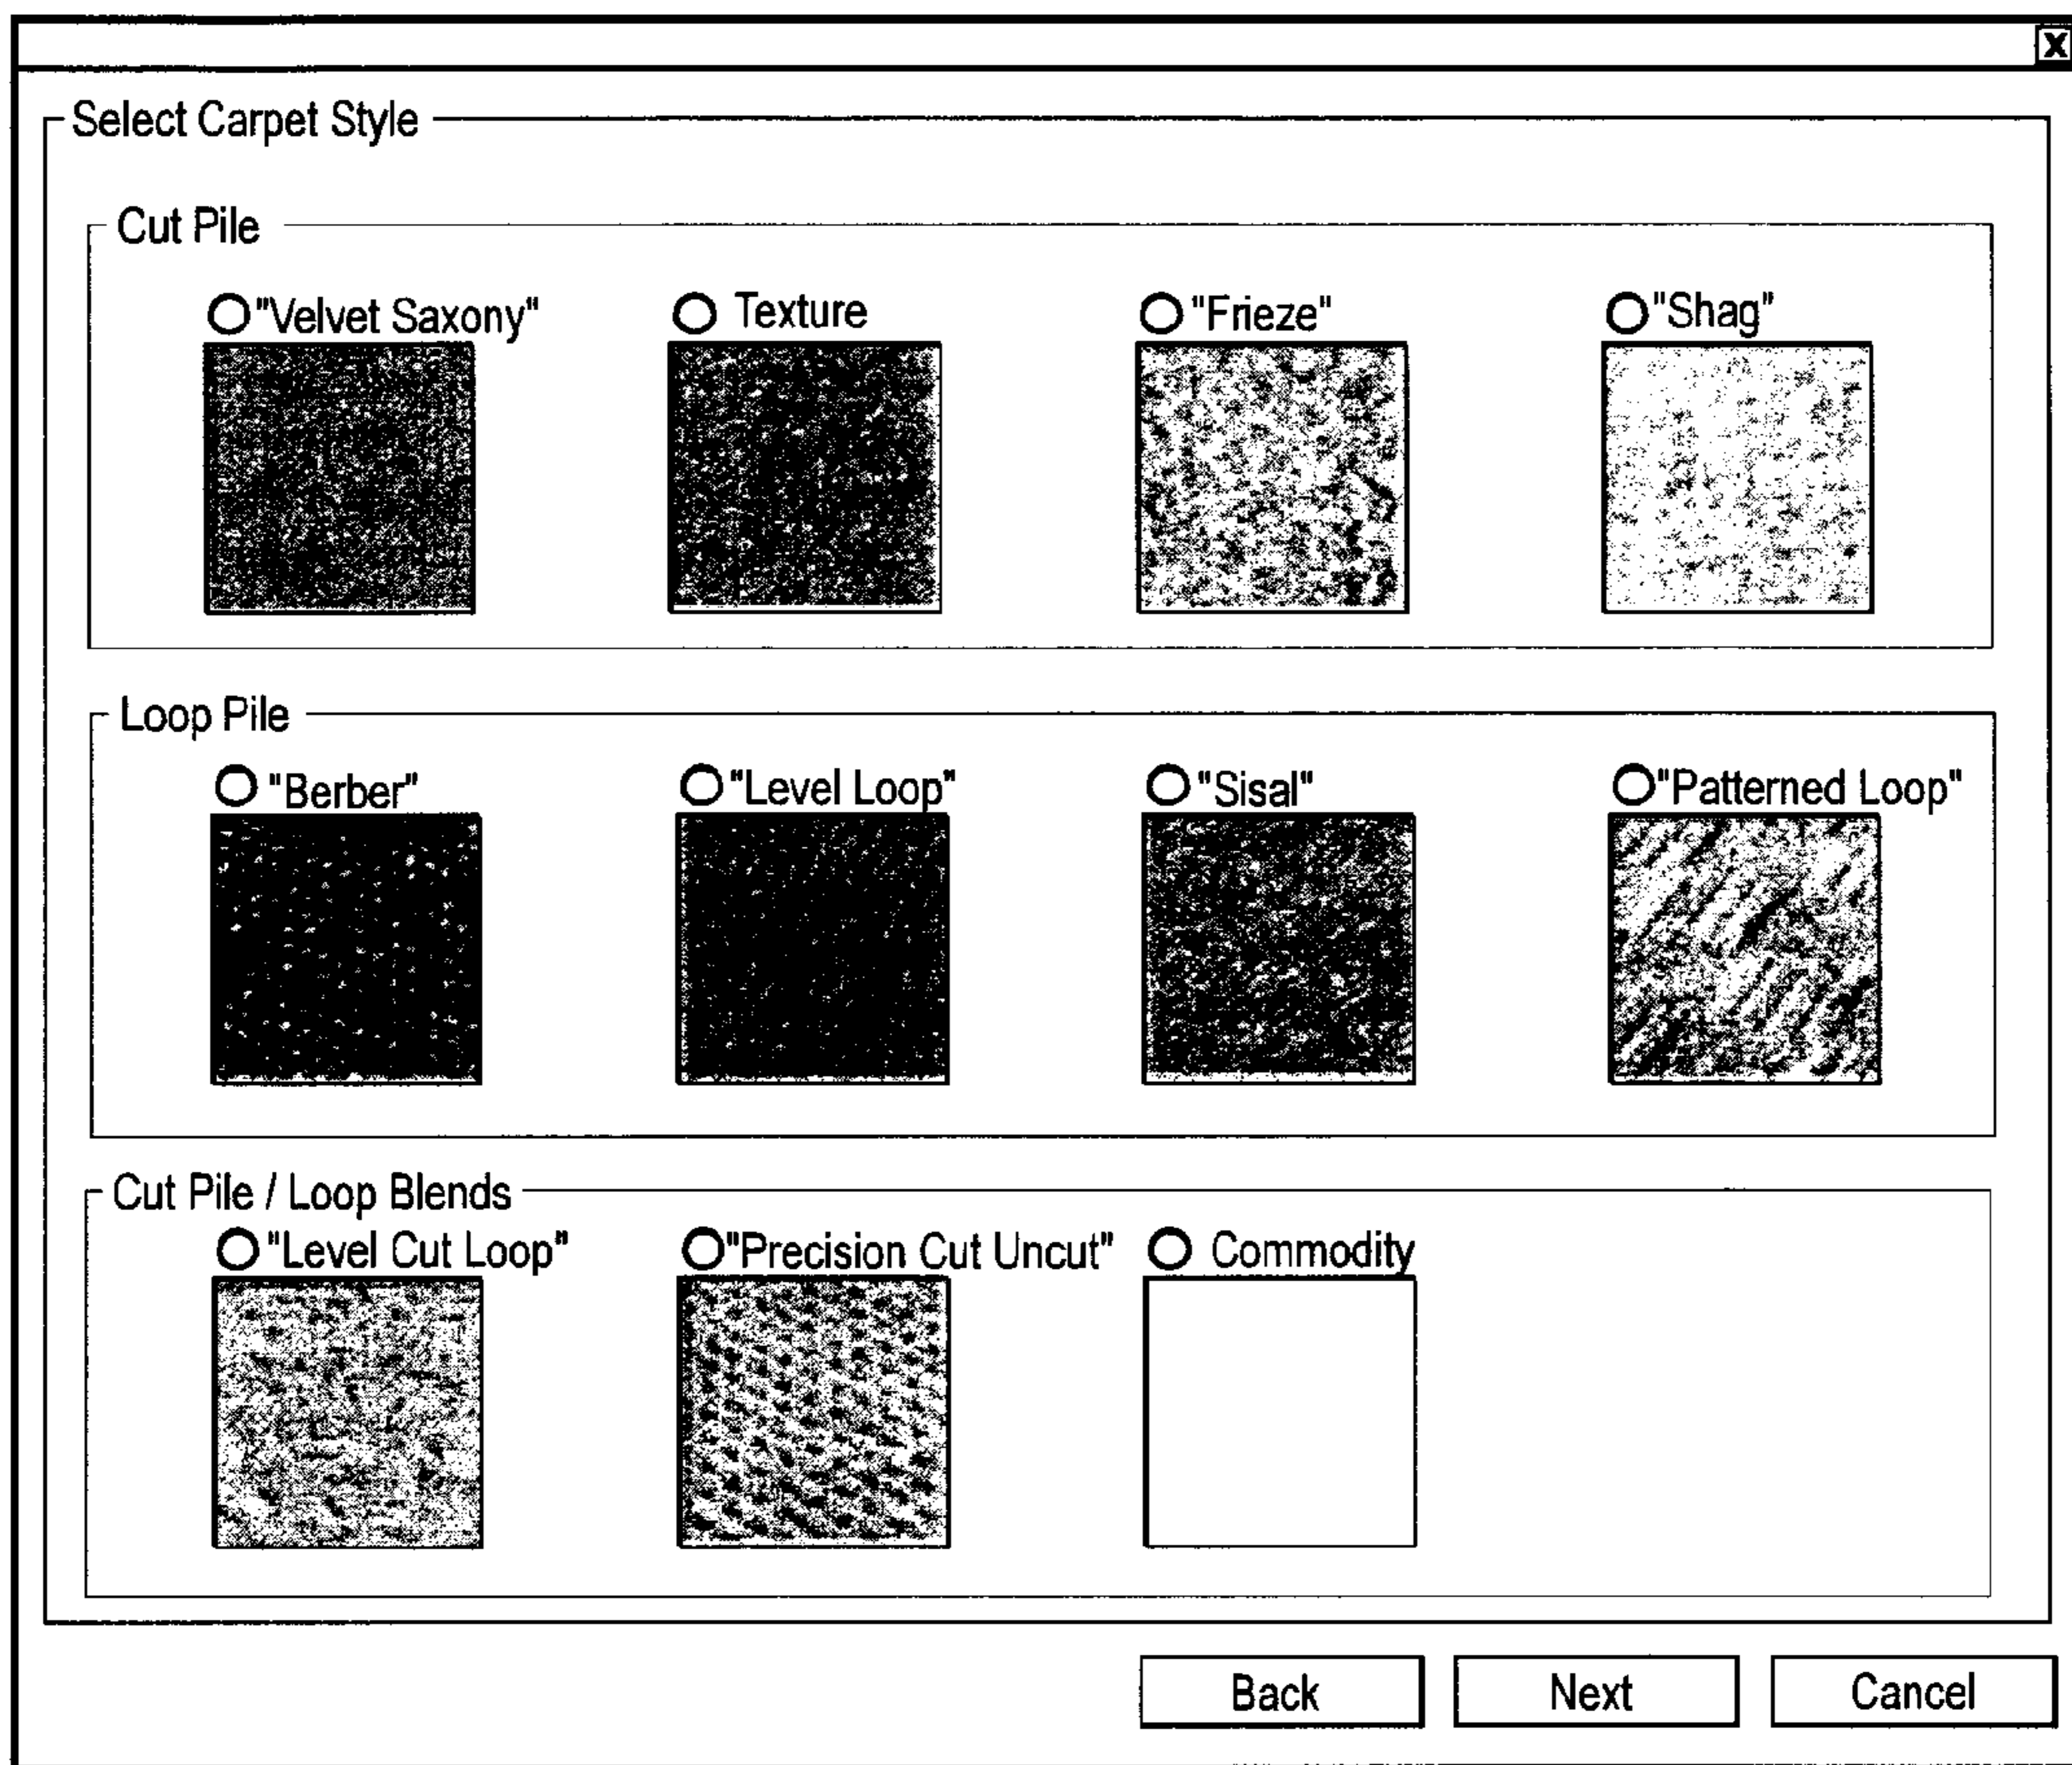 X
Select Carpet Style
Cut Pile
"Velvet Saxony" Texture "Frieze" "Shag"
Loop Pile
"Berber" "Level Loop" "Sisal" "Patterned Loop"
Cut Pile / Loop Blends
"Level Cut Loop" "Precision Cut Uncut" Commodity
Back Next Cancel